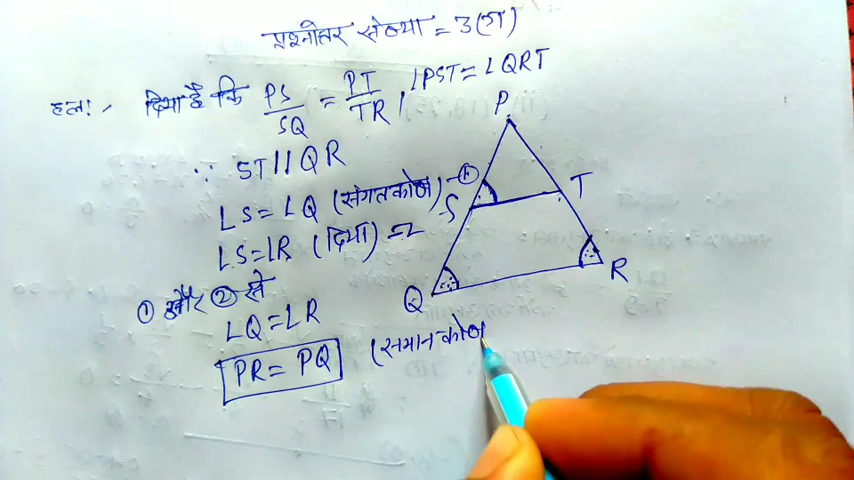 प्रश्नोत्तर संख्या = 3(ग)
हल:- दिया है कि PS/SQ = PT/TR, ∠PST = ∠QRT
∵ ST || QR
∠S = ∠Q (संगत कोण) -①
∠S = ∠R (दिया) -2
① और ② से
∠Q = ∠R
PR = PQ (समान कोण
P
S
T
Q
R